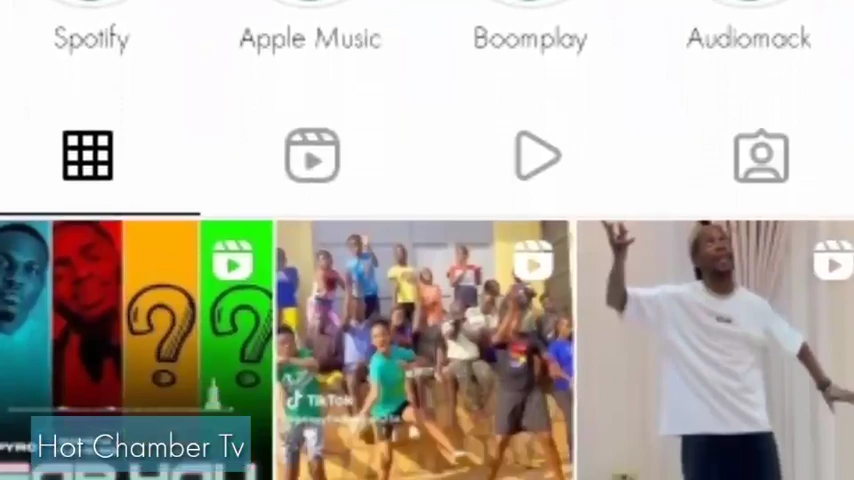 Spotify
Apple Music
Boomplay
Audiomack
TikTok
Hot Chamber Tv